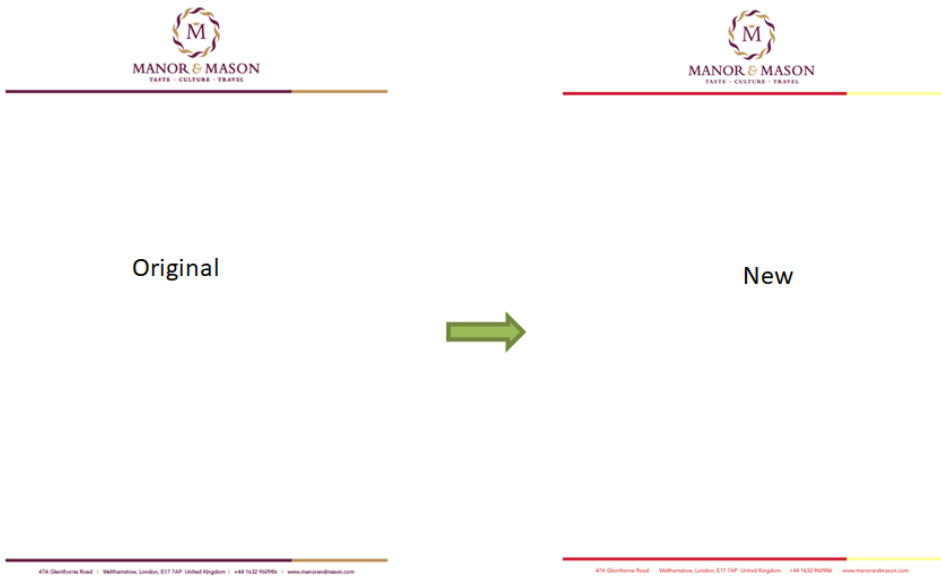 M
MANOR & MASON
TASTE - CULTURE - TRAVEL
Original
47A Glenthorne Road | Walthamstow, London, E17 7AP United Kingdom | +44 1632 960986 | www.manorandmason.com
M
MANOR & MASON
TASTE - CULTURE - TRAVEL
New
47A Glenthorne Road Walthamstow, London, E17 7AP United Kingdom +44 1632 960986 www.manorandmason.com